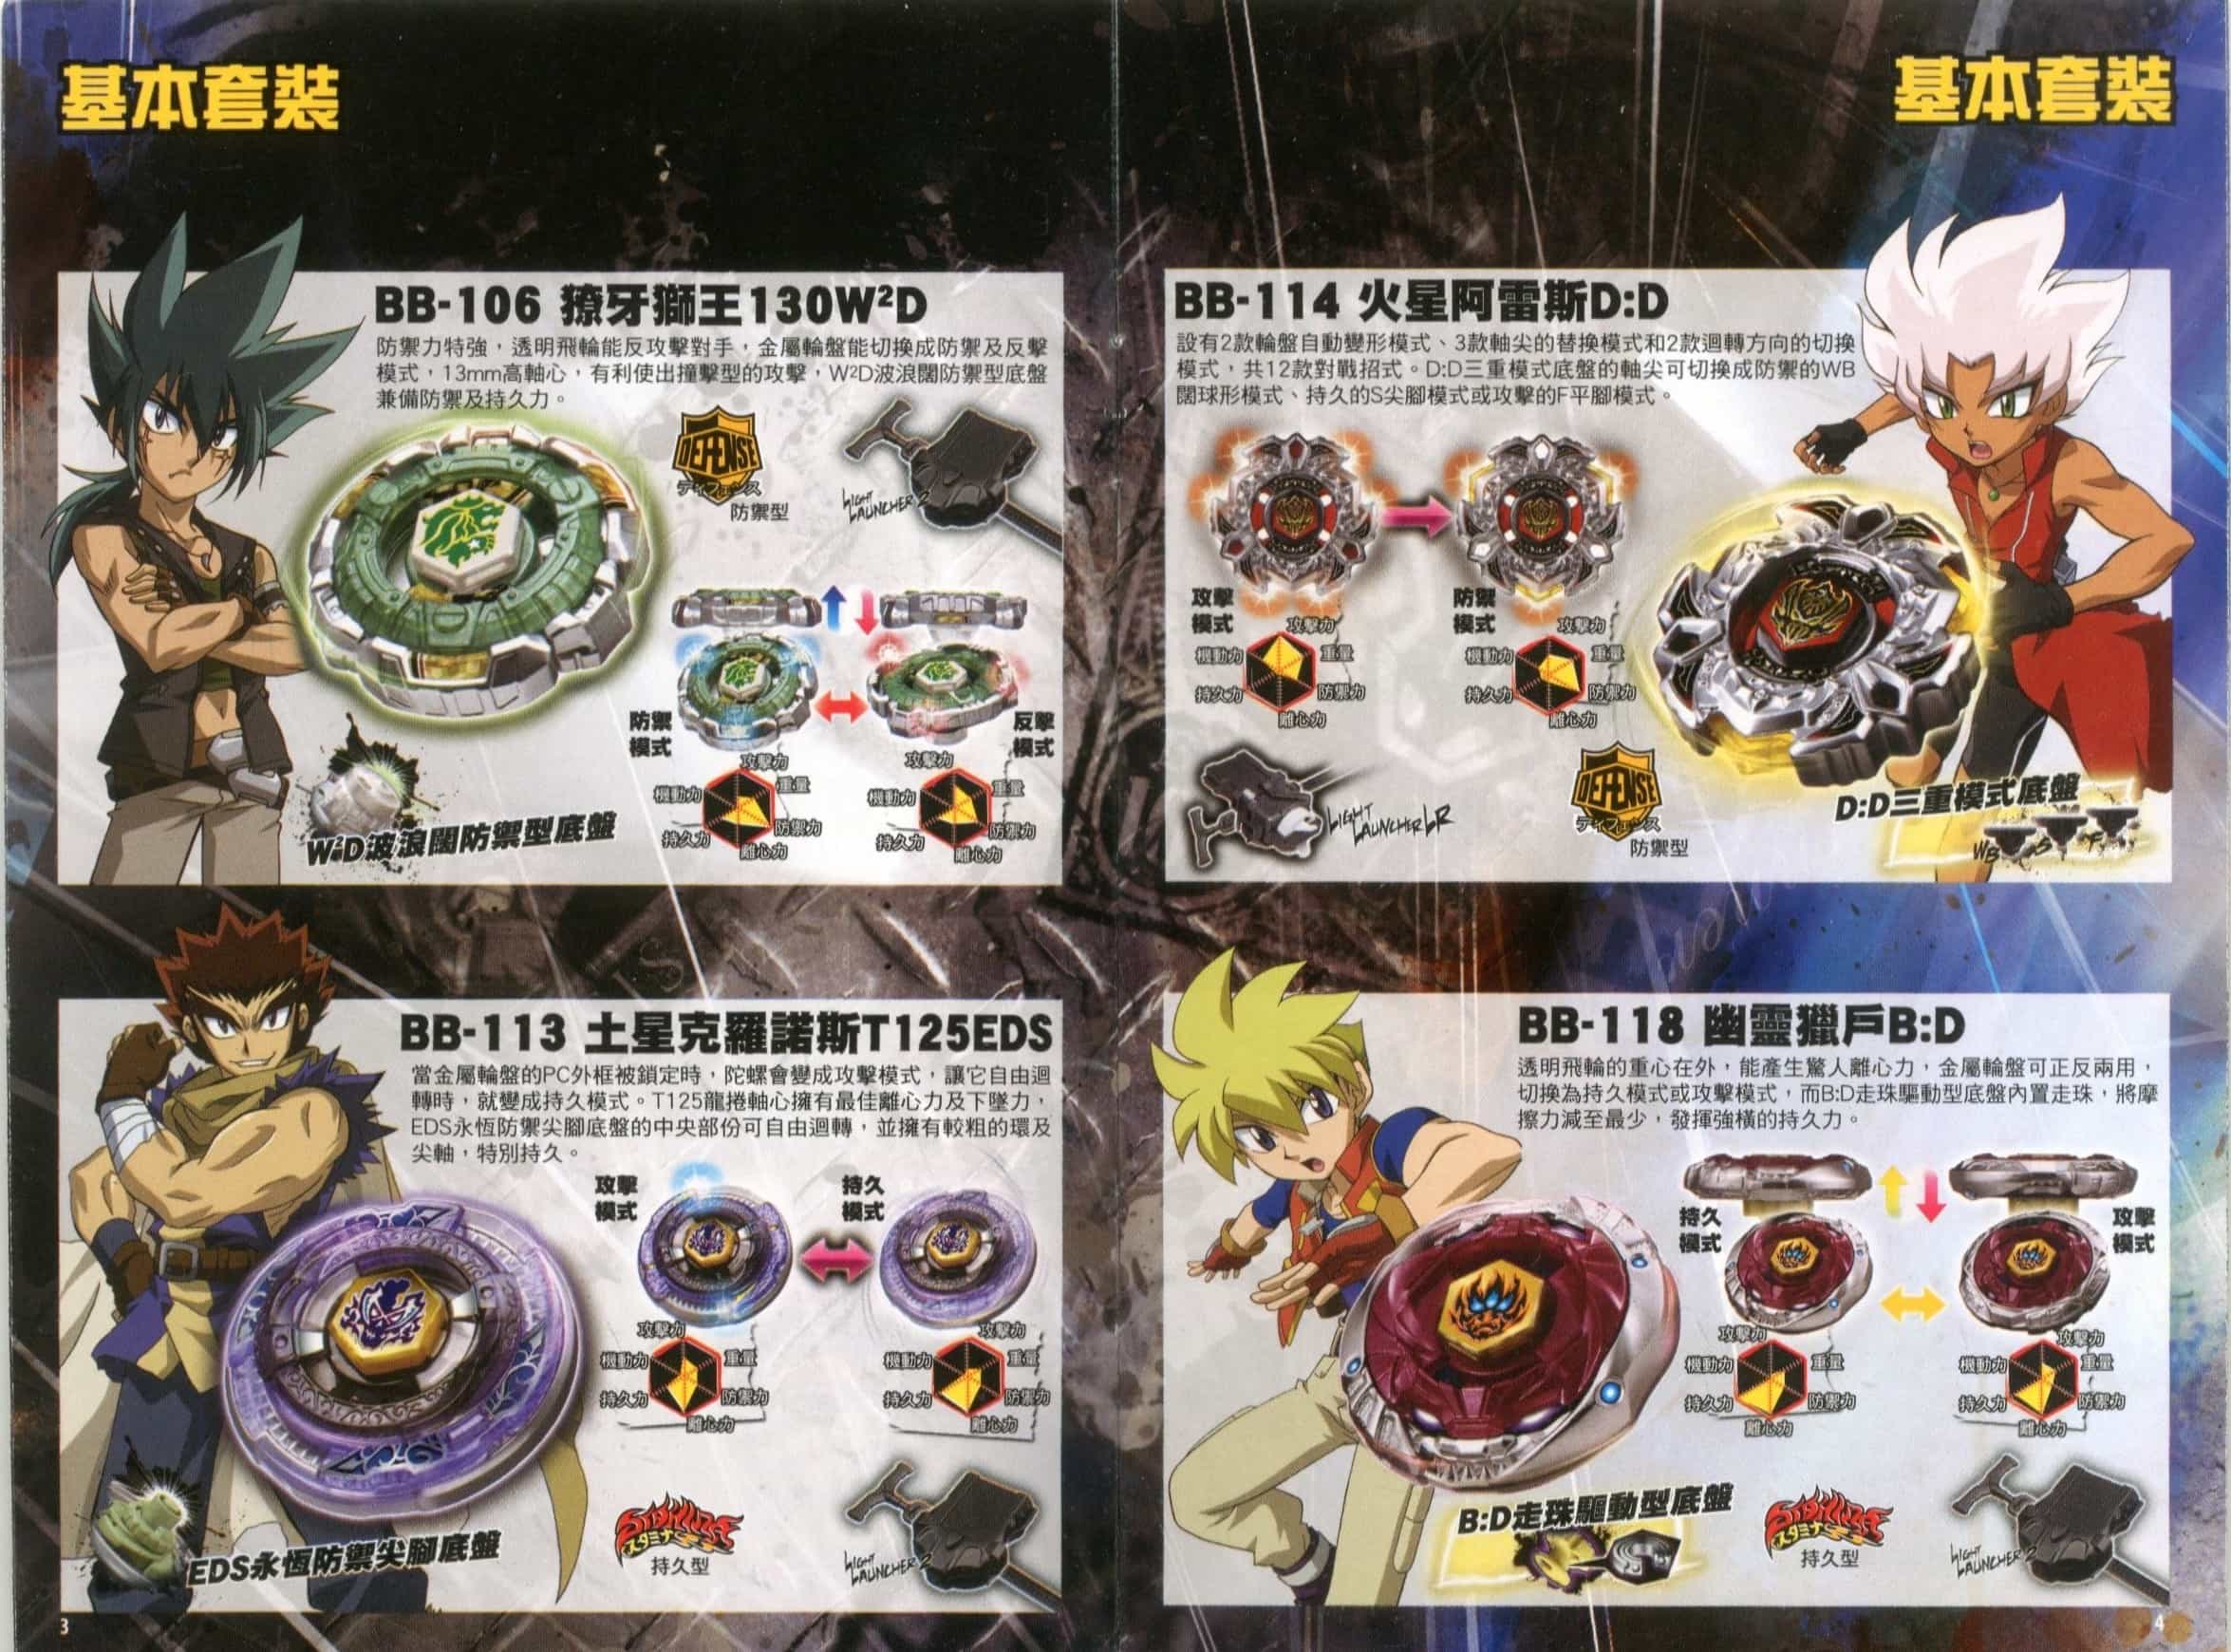 基本套裝
BB-106 獠牙獅王130W²D
防禦力特強，透明飛輪能反攻擊對手，金屬輪盤能切換成防禦及反擊
模式，13mm高軸心，有利使出撞擊型的攻擊，W²D波浪闊防禦型底盤
兼備防禦及持久力。
DEFENSE
ディフェンス
防禦型
LIGHT
LAUNCHER 2
防禦
模式
反擊
模式
攻擊力
重量
防禦力
離心力
持久力
機動力
攻擊力
重量
防禦力
離心力
持久力
機動力
W²D波浪闊防禦型底盤
BB-113 土星克羅諾斯T125EDS
當金屬輪盤的PC外框被鎖定時，陀螺會變成攻擊模式，讓它自由迴
轉時，就變成持久模式。T125龍捲軸心擁有最佳離心力及下墜力，
EDS永恆防禦尖腳底盤的中央部份可自由迴轉，並擁有較粗的環及
尖軸，特別持久。
攻擊
模式
持久
模式
攻擊力
重量
防禦力
離心力
持久力
機動力
攻擊力
重量
防禦力
離心力
持久力
機動力
EDS永恆防禦尖腳底盤
STAMINA
スタミナ
持久型
LIGHT
LAUNCHER 2
3
基本套裝
BB-114 火星阿雷斯D:D
設有2款輪盤自動變形模式、3款軸尖的替換模式和2款迴轉方向的切換
模式，共12款對戰招式。D:D三重模式底盤的軸尖可切換成防禦的WB
闊球形模式、持久的S尖腳模式或攻擊的F平腳模式。
攻擊
模式
防禦
模式
攻擊力
重量
防禦力
離心力
持久力
機動力
攻擊力
重量
防禦力
離心力
持久力
機動力
LIGHT
LAUNCHER LR
DEFENSE
ディフェンス
防禦型
D:D三重模式底盤
WB
S
F
BB-118 幽靈獵戶B:D
透明飛輪的重心在外，能產生驚人離心力，金屬輪盤可正反兩用，
切換為持久模式或攻擊模式，而B:D走珠驅動型底盤內置走珠，將摩
擦力減至最少，發揮強橫的持久力。
持久
模式
攻擊
模式
攻擊力
重量
防禦力
離心力
持久力
機動力
攻擊力
重量
防禦力
離心力
持久力
機動力
B:D走珠驅動型底盤
STAMINA
スタミナ
持久型
LIGHT
LAUNCHER 2
4